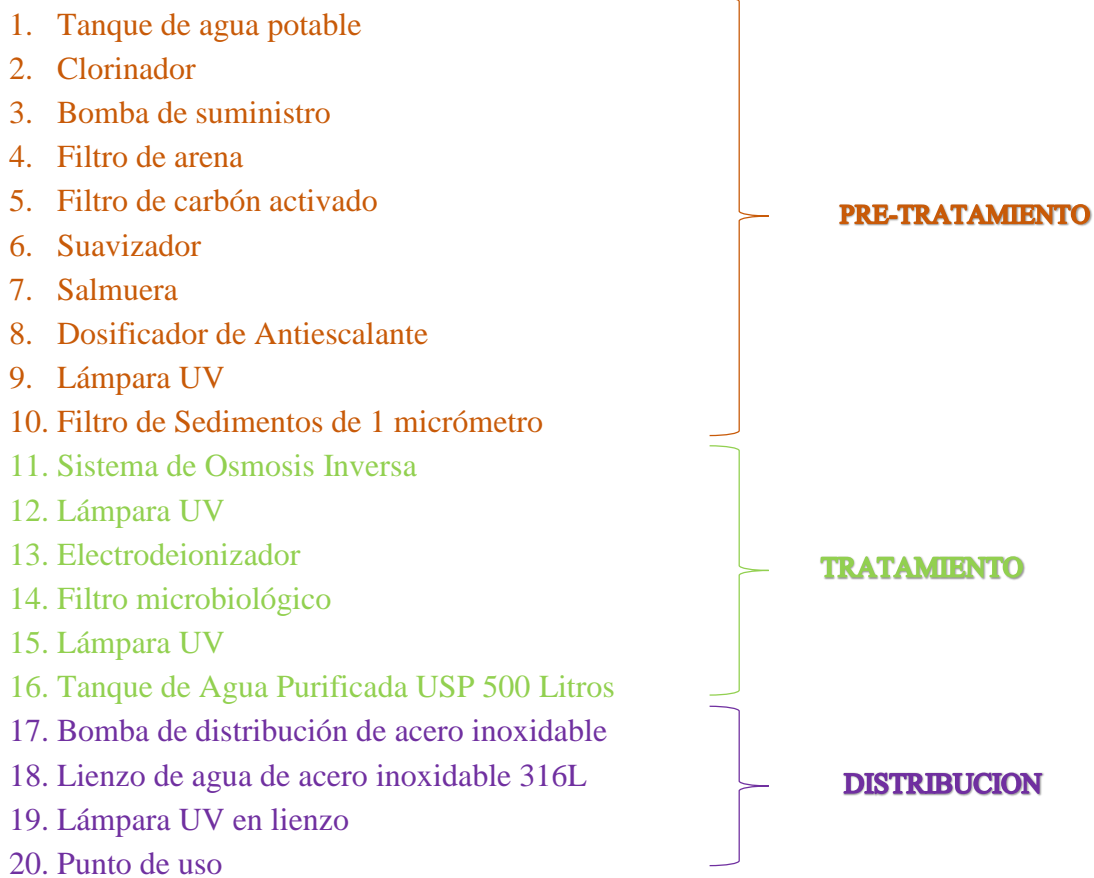 1. Tanque de agua potable
2. Clorinador
3. Bomba de suministro
4. Filtro de arena
5. Filtro de carbón activado
6. Suavizador
7. Salmuera
8. Dosificador de Antiescalante
9. Lámpara UV
10. Filtro de Sedimentos de 1 micrómetro
PRE-TRATAMIENTO
11. Sistema de Osmosis Inversa
12. Lámpara UV
13. Electrodeionizador
14. Filtro microbiológico
15. Lámpara UV
16. Tanque de Agua Purificada USP 500 Litros
TRATAMIENTO
17. Bomba de distribución de acero inoxidable
18. Lienzo de agua de acero inoxidable 316L
19. Lámpara UV en lienzo
20. Punto de uso
DISTRIBUCION